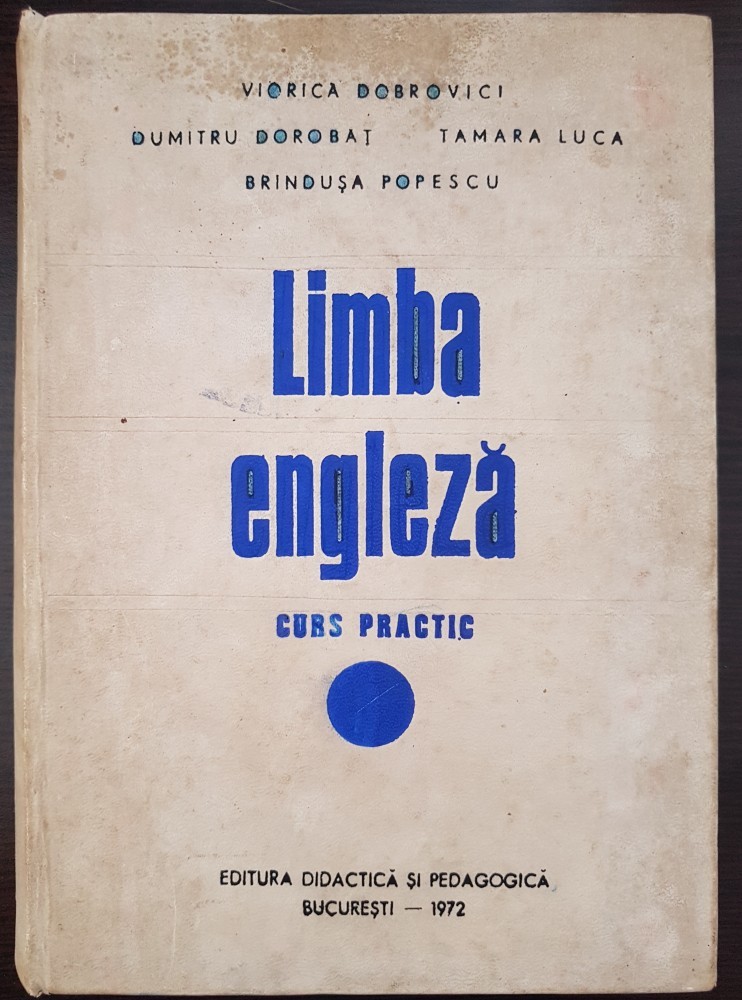 VIORICA DOBROVICI
DUMITRU DOROBAȚ TAMARA LUCA
BRINDUȘA POPESCU
Limba
engleză
CURS PRACTIC
EDITURA DIDACTICĂ ȘI PEDAGOGICĂ
BUCUREȘTI — 1972